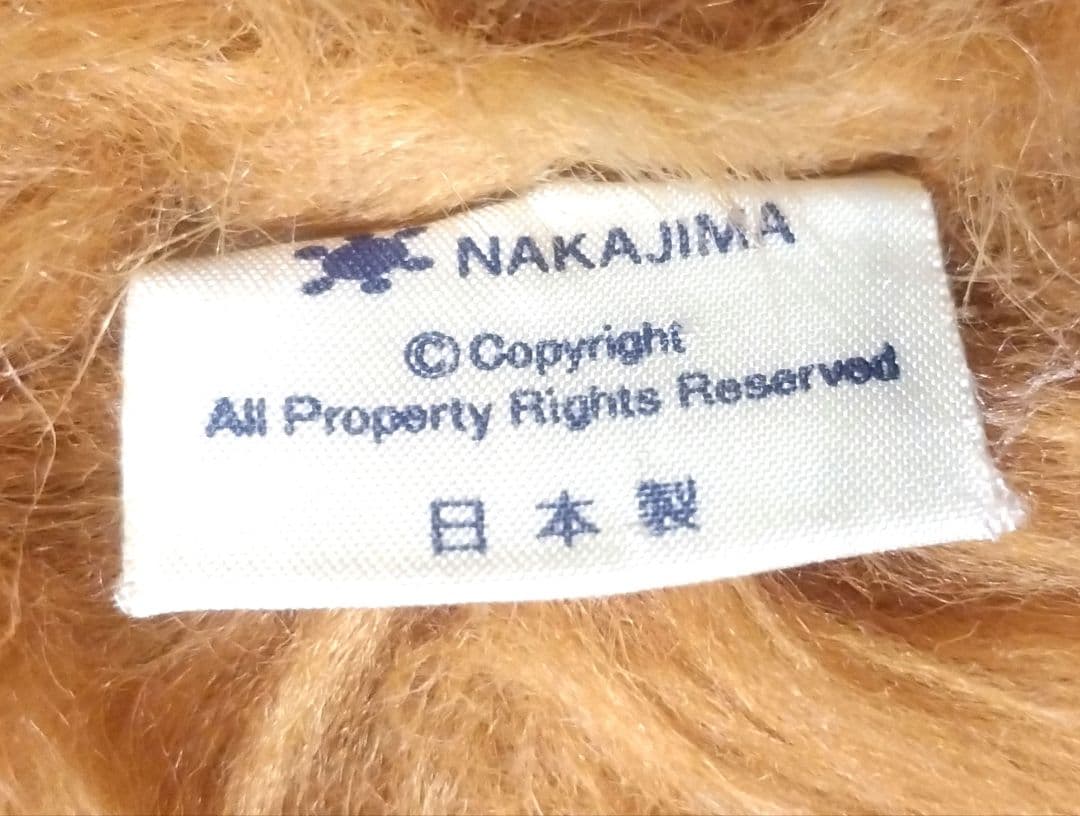 NAKAJIMA
©Copyright
All Property Rights Reserved
日本製